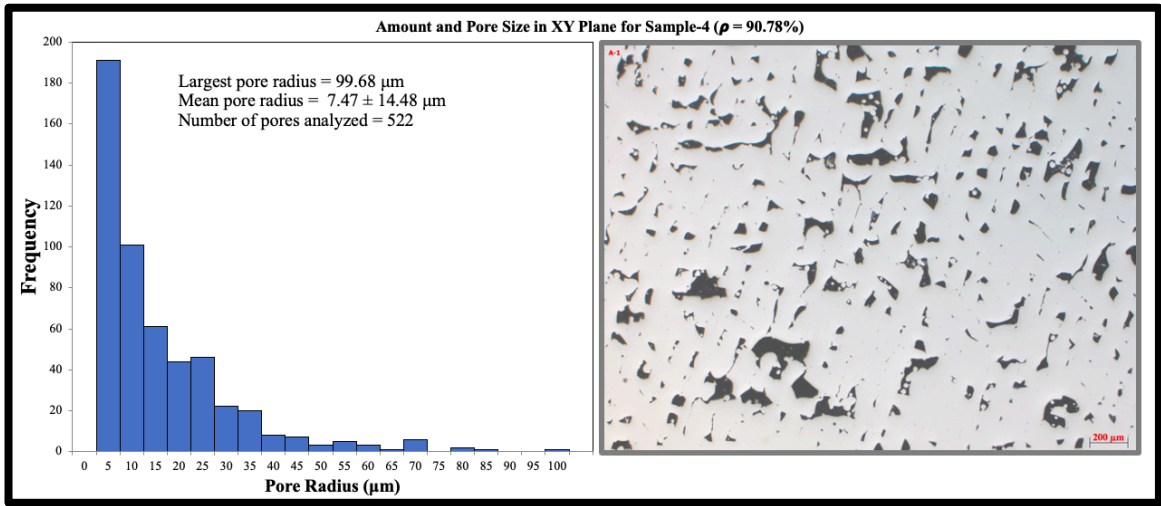 Amount and Pore Size in XY Plane for Sample-4 (ρ = 90.78%)
200
180
160
140
120
100
80
60
40
20
0
Frequency
Largest pore radius = 99.68 µm
Mean pore radius = 7.47 ± 14.48 µm
Number of pores analyzed = 522
0 5 10 15 20 25 30 35 40 45 50 55 60 65 70 75 80 85 90 95 100
Pore Radius (µm)
A-1
200 µm